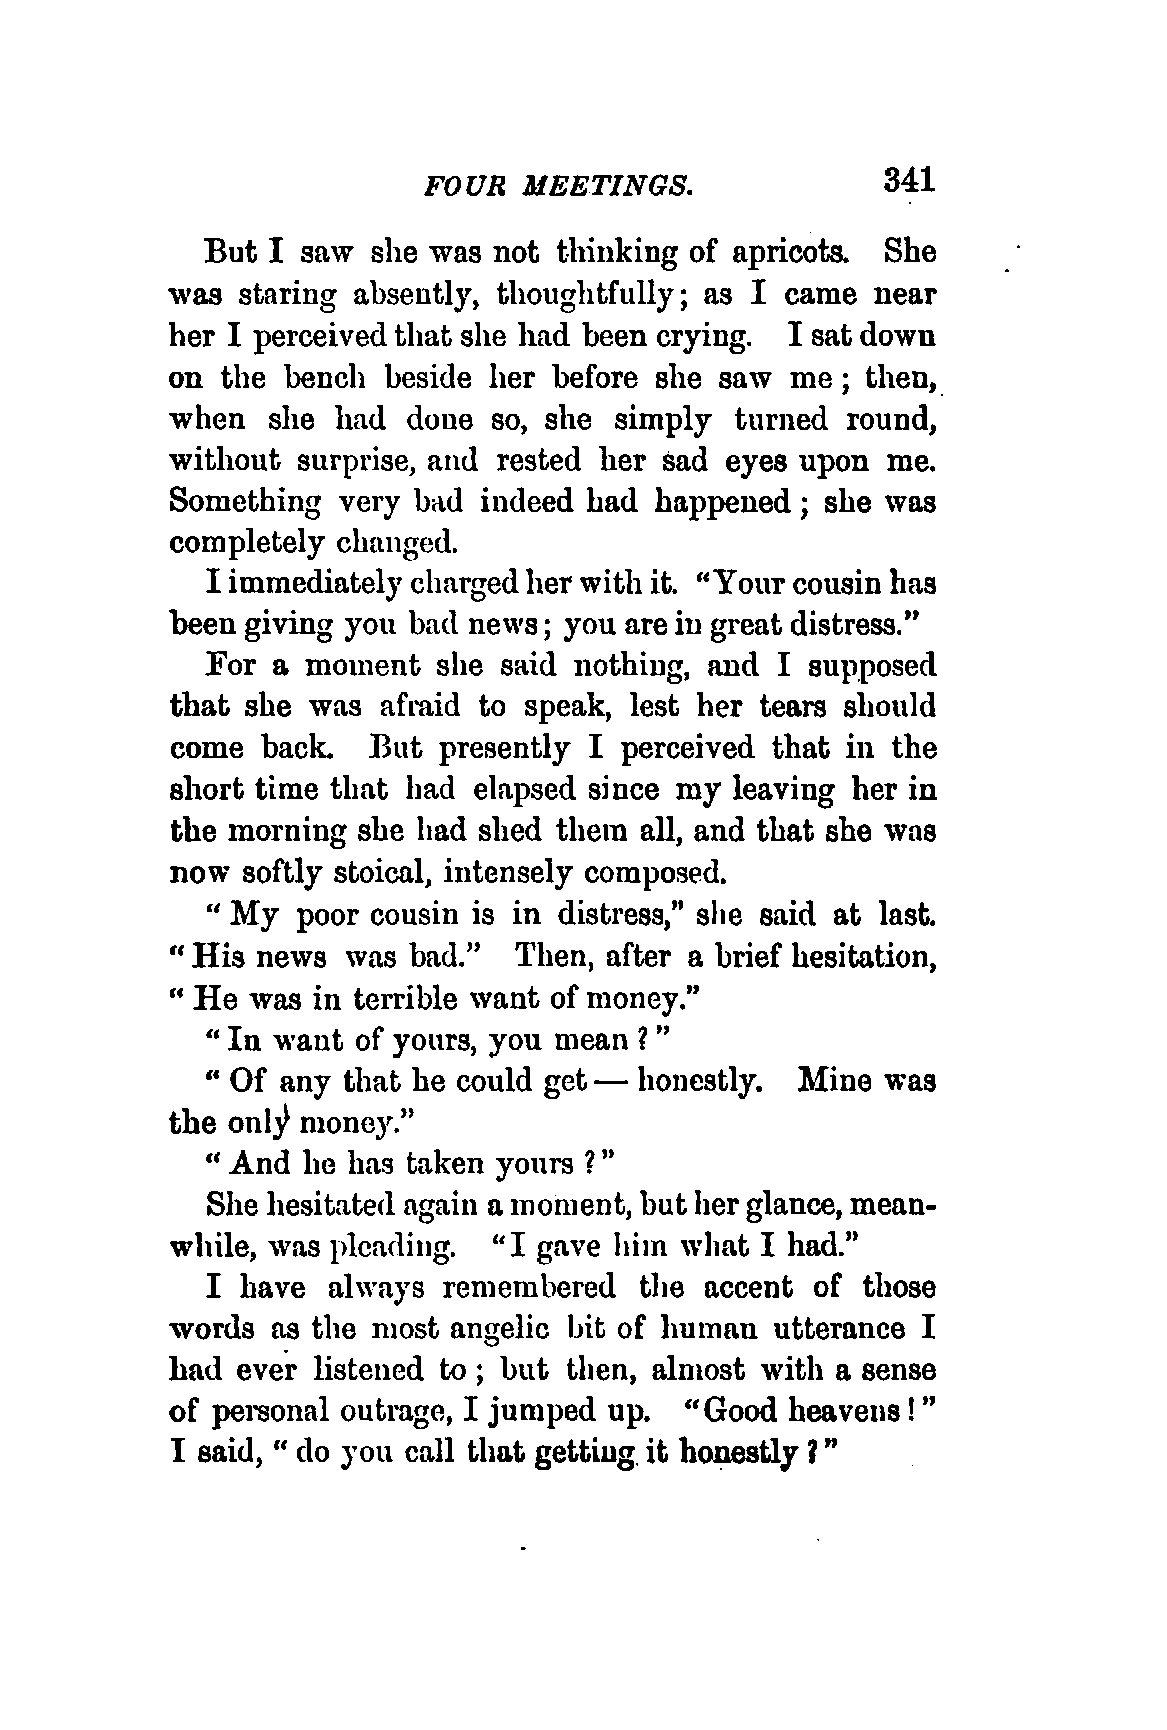 FOUR MEETINGS. 341
But I saw she was not thinking of apricots. She
was staring absently, thoughtfully; as I came near
her I perceived that she had been crying. I sat down
on the bench beside her before she saw me; then,
when she had done so, she simply turned round,
without surprise, and rested her sad eyes upon me.
Something very bad indeed had happened; she was
completely changed.
I immediately charged her with it. "Your cousin has
been giving you bad news; you are in great distress."
For a moment she said nothing, and I supposed
that she was afraid to speak, lest her tears should
come back. But presently I perceived that in the
short time that had elapsed since my leaving her in
the morning she had shed them all, and that she was
now softly stoical, intensely composed.
"My poor cousin is in distress," she said at last.
"His news was bad." Then, after a brief hesitation,
"He was in terrible want of money."
"In want of yours, you mean?"
"Of any that he could get — honestly. Mine was
the only money."
"And he has taken yours?"
She hesitated again a moment, but her glance, mean-
while, was pleading. "I gave him what I had."
I have always remembered the accent of those
words as the most angelic bit of human utterance I
had ever listened to; but then, almost with a sense
of personal outrage, I jumped up. "Good heavens!"
I said, "do you call that getting it honestly?"